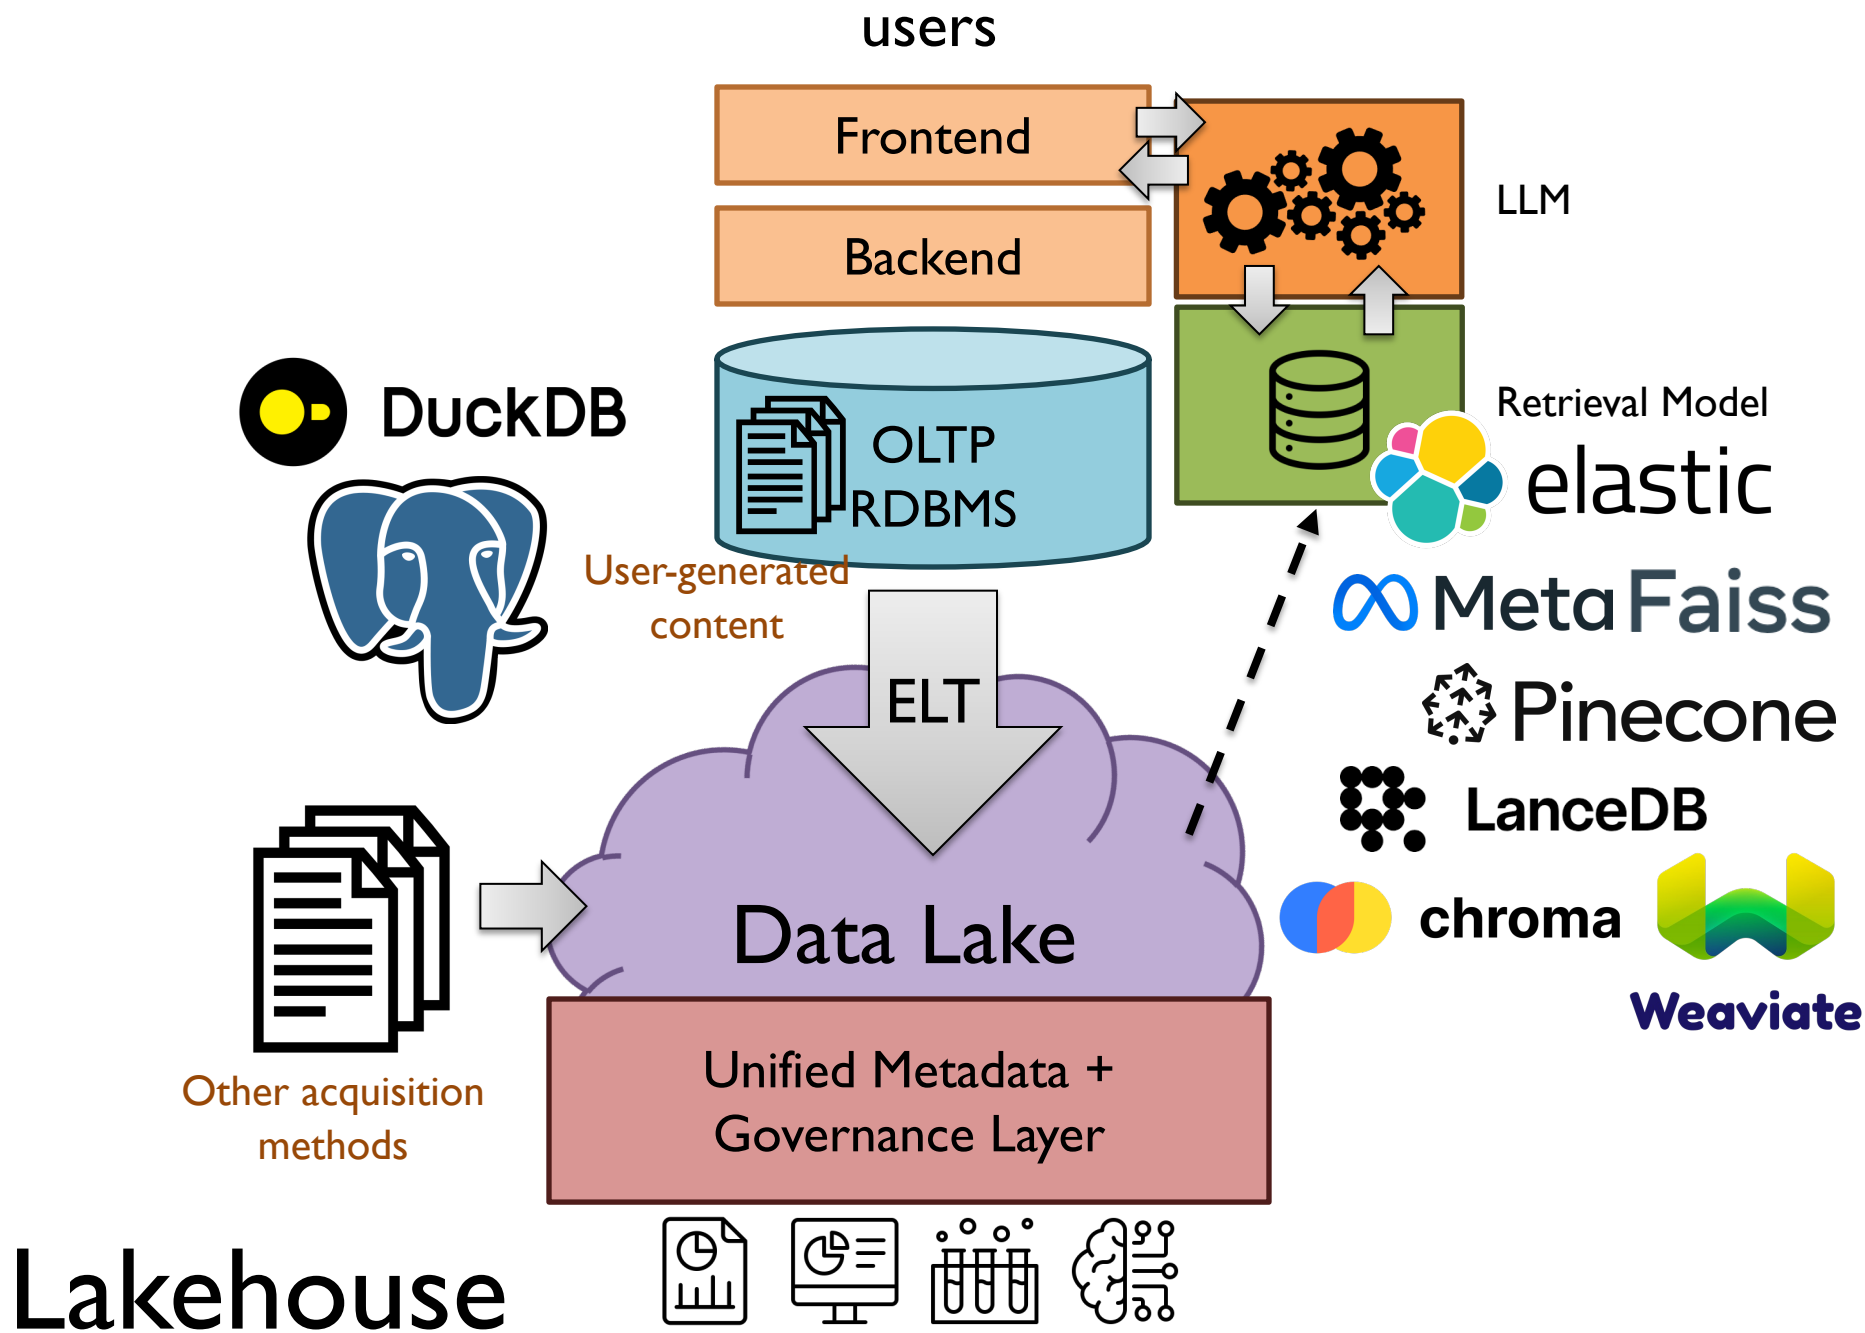 users
Frontend
Backend
LLM
DuckDB
OLTP
RDBMS
Retrieval Model
elastic
User-generated
content
Meta Faiss
ELT
Pinecone
LanceDB
chroma
Weaviate
Data Lake
Other acquisition
methods
Unified Metadata +
Governance Layer
Lakehouse